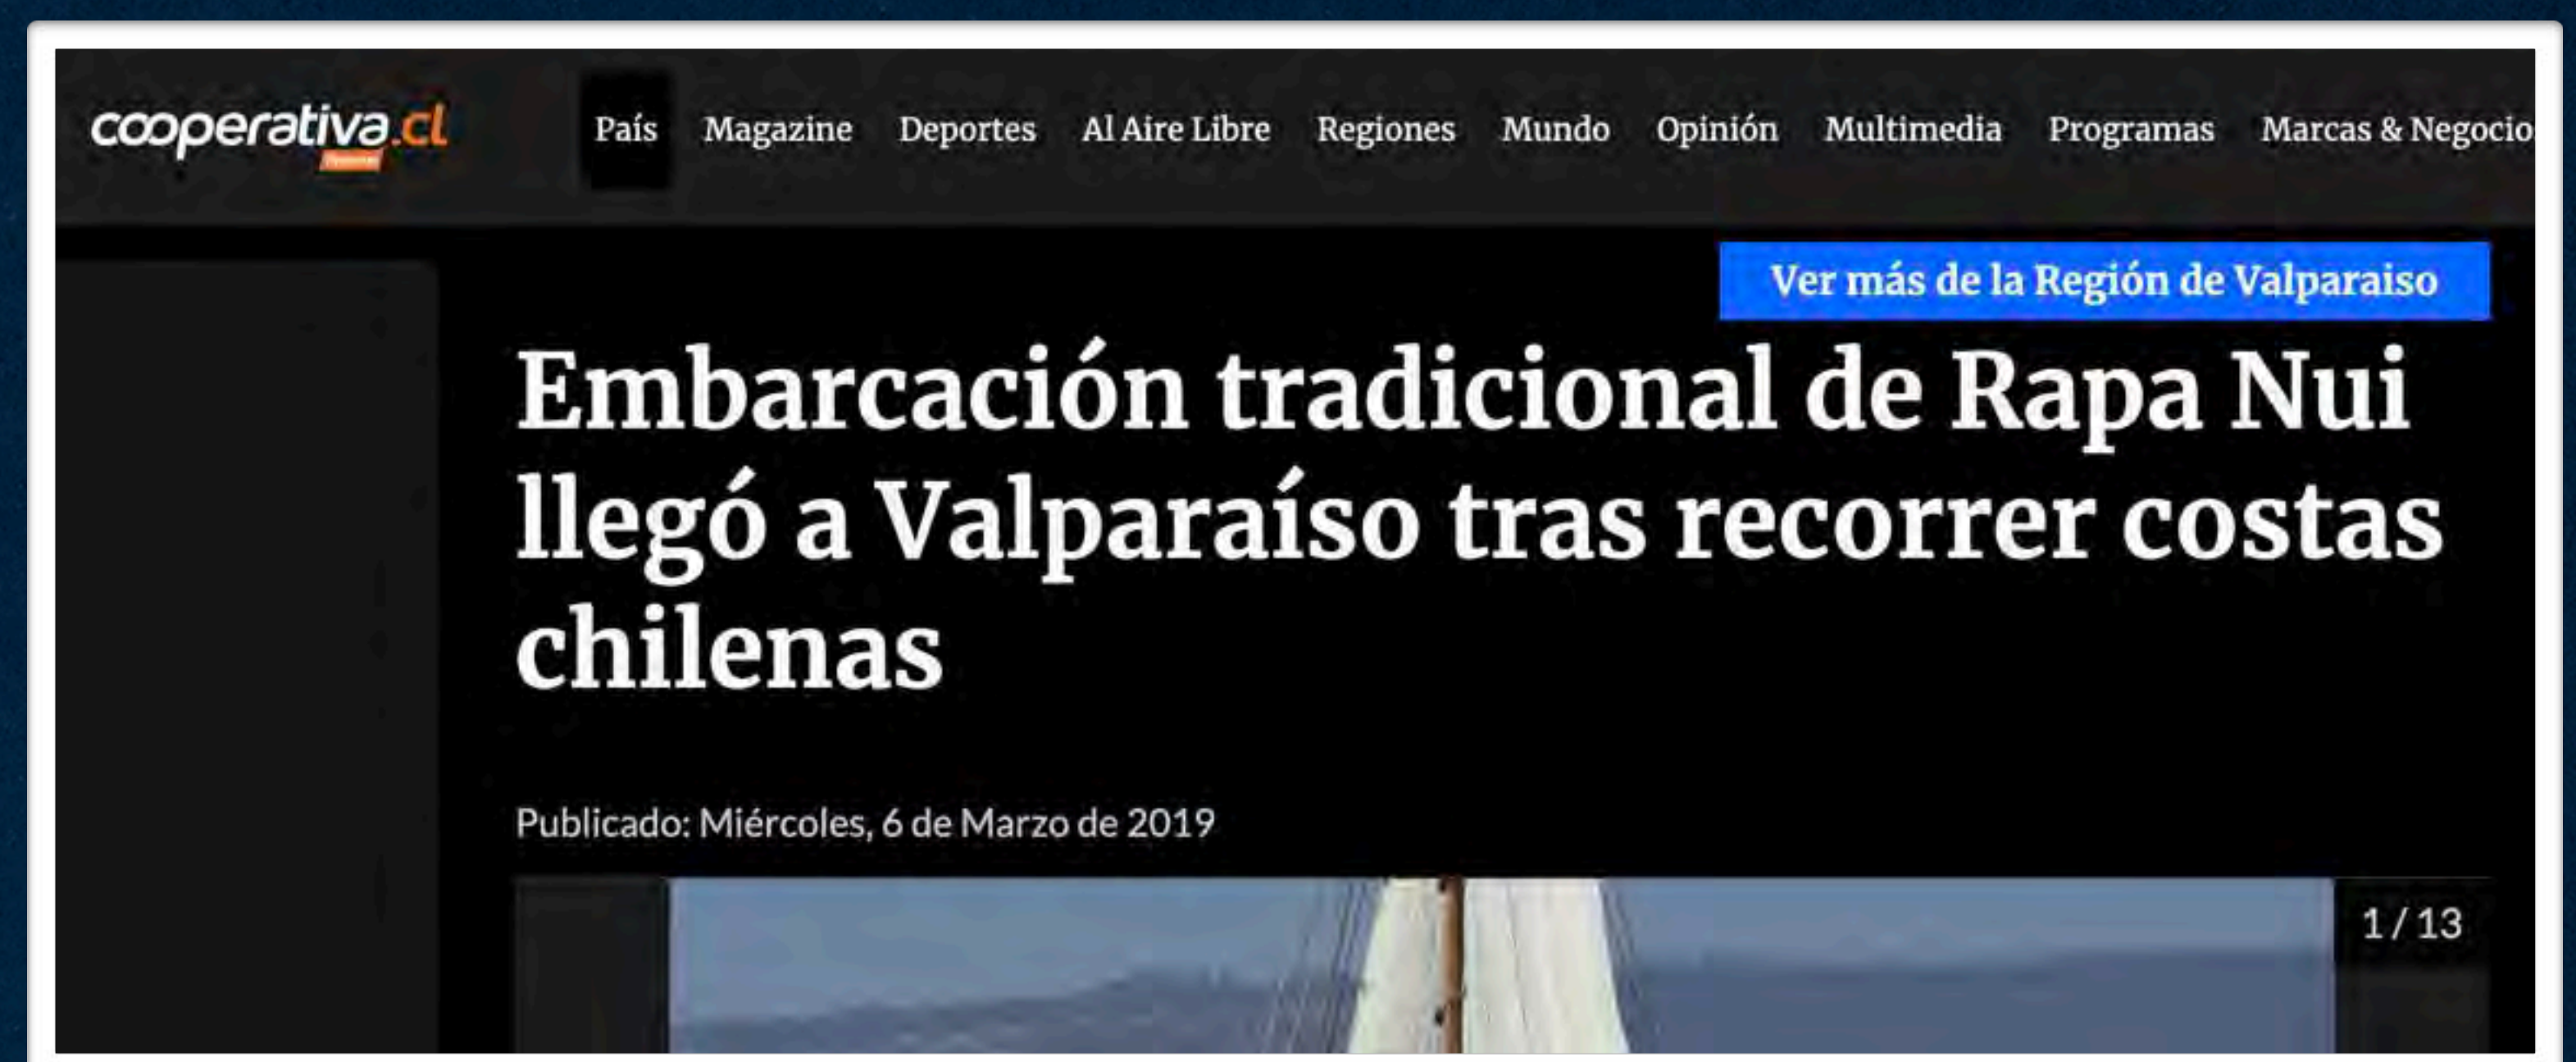 cooperativa.cl
País Magazine Deportes Al Aire Libre Regiones Mundo Opinión Multimedia Programas Marcas & Negocio
Ver más de la Región de Valparaiso
Embarcación tradicional de Rapa Nui
llegó a Valparaíso tras recorrer costas
chilenas
Publicado: Miércoles, 6 de Marzo de 2019
1 / 13